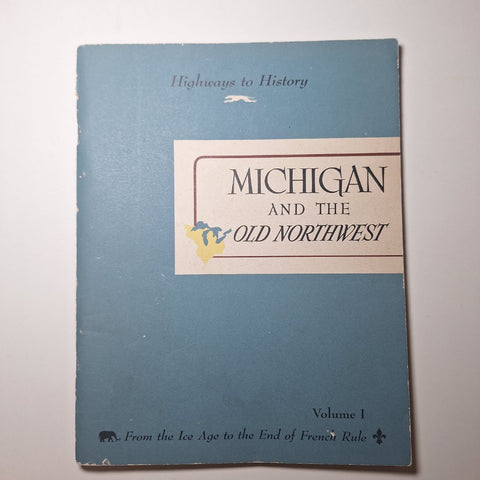 Highways to History
MICHIGAN
AND THE
OLD NORTHWEST
Volume I
From the Ice Age to the End of French Rule